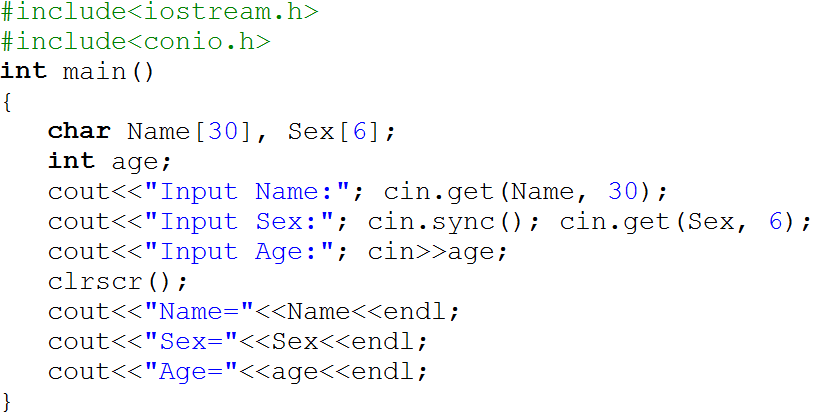 #include<iostream.h>
#include<conio.h>
int main()
{
   char Name[30], Sex[6];
   int age;
   cout<<"Input Name:"; cin.get(Name, 30);
   cout<<"Input Sex:"; cin.sync(); cin.get(Sex, 6);
   cout<<"Input Age:"; cin>>age;
   clrscr();
   cout<<"Name="<<Name<<endl;
   cout<<"Sex="<<Sex<<endl;
   cout<<"Age="<<age<<endl;
}